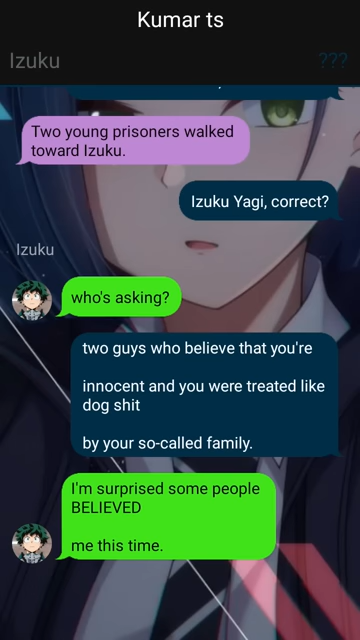 Kumar ts
Izuku
???
Two young prisoners walked
toward Izuku.
Izuku Yagi, correct?
Izuku
who's asking?
two guys who believe that you're
innocent and you were treated like
dog shit
by your so-called family.
I'm surprised some people
BELIEVED
me this time.